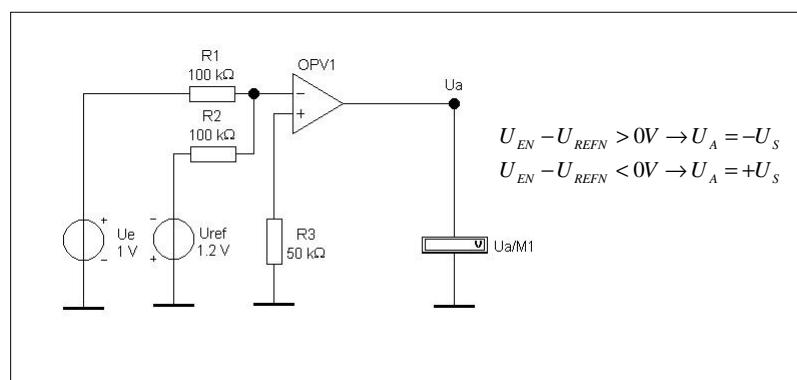 R1
100 kΩ
OPV1
Ua
−
+
R2
100 kΩ
U_EN − U_REFN > 0V → U_A = −U_S
U_EN − U_REFN < 0V → U_A = +U_S
+
Ue
1 V
−
−
Uref
1.2 V
+
R3
50 kΩ
V
Ua/M1